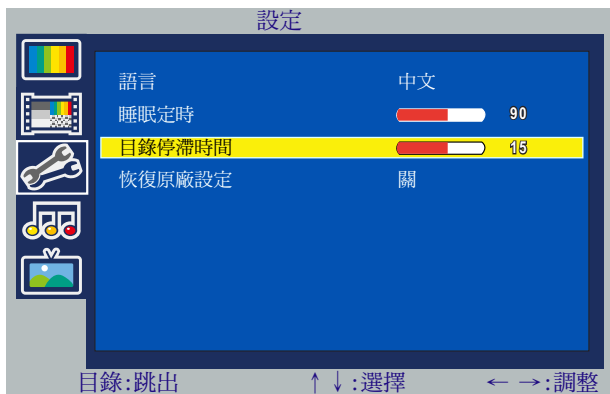 設定
語言 中文
睡眠定時 90
目錄停滯時間 15
恢復原廠設定 關
目錄:跳出 ↑↓:選擇 ←→:調整